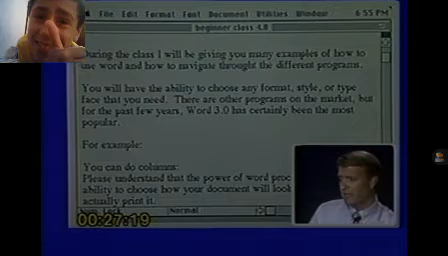 File Edit Format Font Document Utilities Window 6:55 PM
beginner class -1.0
During the class I will be giving you many examples of how to
use word and how to navigate throught the different programs.
You will have the ability to choose any format, style, or type
face that you need. There are other programs on the market, but
for the past few years, Word 3.0 has certainly been the most
popular.
For example:
You can do columns:
Please understand that the power of word proc
ability to choose how your document will look
actually print it.
Num. Lock Normal
00:27:19